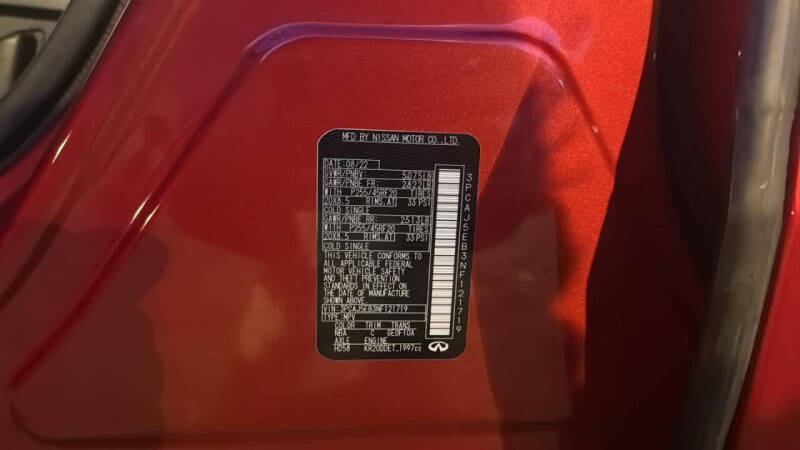 MFD BY NISSAN MOTOR CO.,LTD.
DATE: 08/22
GVWR/PNBV: 5075LB
GAWR/PNBE FR: 2822LB
WITH P255/45RF20 TIRES
20X8.5 RIMS,AT 33 PSI
COLD SINGLE
GAWR/PNBE RR: 2513LB
WITH P255/45RF20 TIRES
20X8.5 RIMS,AT 33 PSI
COLD SINGLE
THIS VEHICLE CONFORMS TO
ALL APPLICABLE FEDERAL
MOTOR VEHICLE SAFETY
AND THEFT PREVENTION
STANDARDS IN EFFECT ON
THE DATE OF MANUFACTURE
SHOWN ABOVE.
VIN:3PCAJ5EB3NF121719
TYPE:MPV
COLOR TRIM TRANS
NBA C GE0FT0A
AXLE ENGINE
HD58 KR20DDET 1997cc
3PCAJ5EB3NF121719